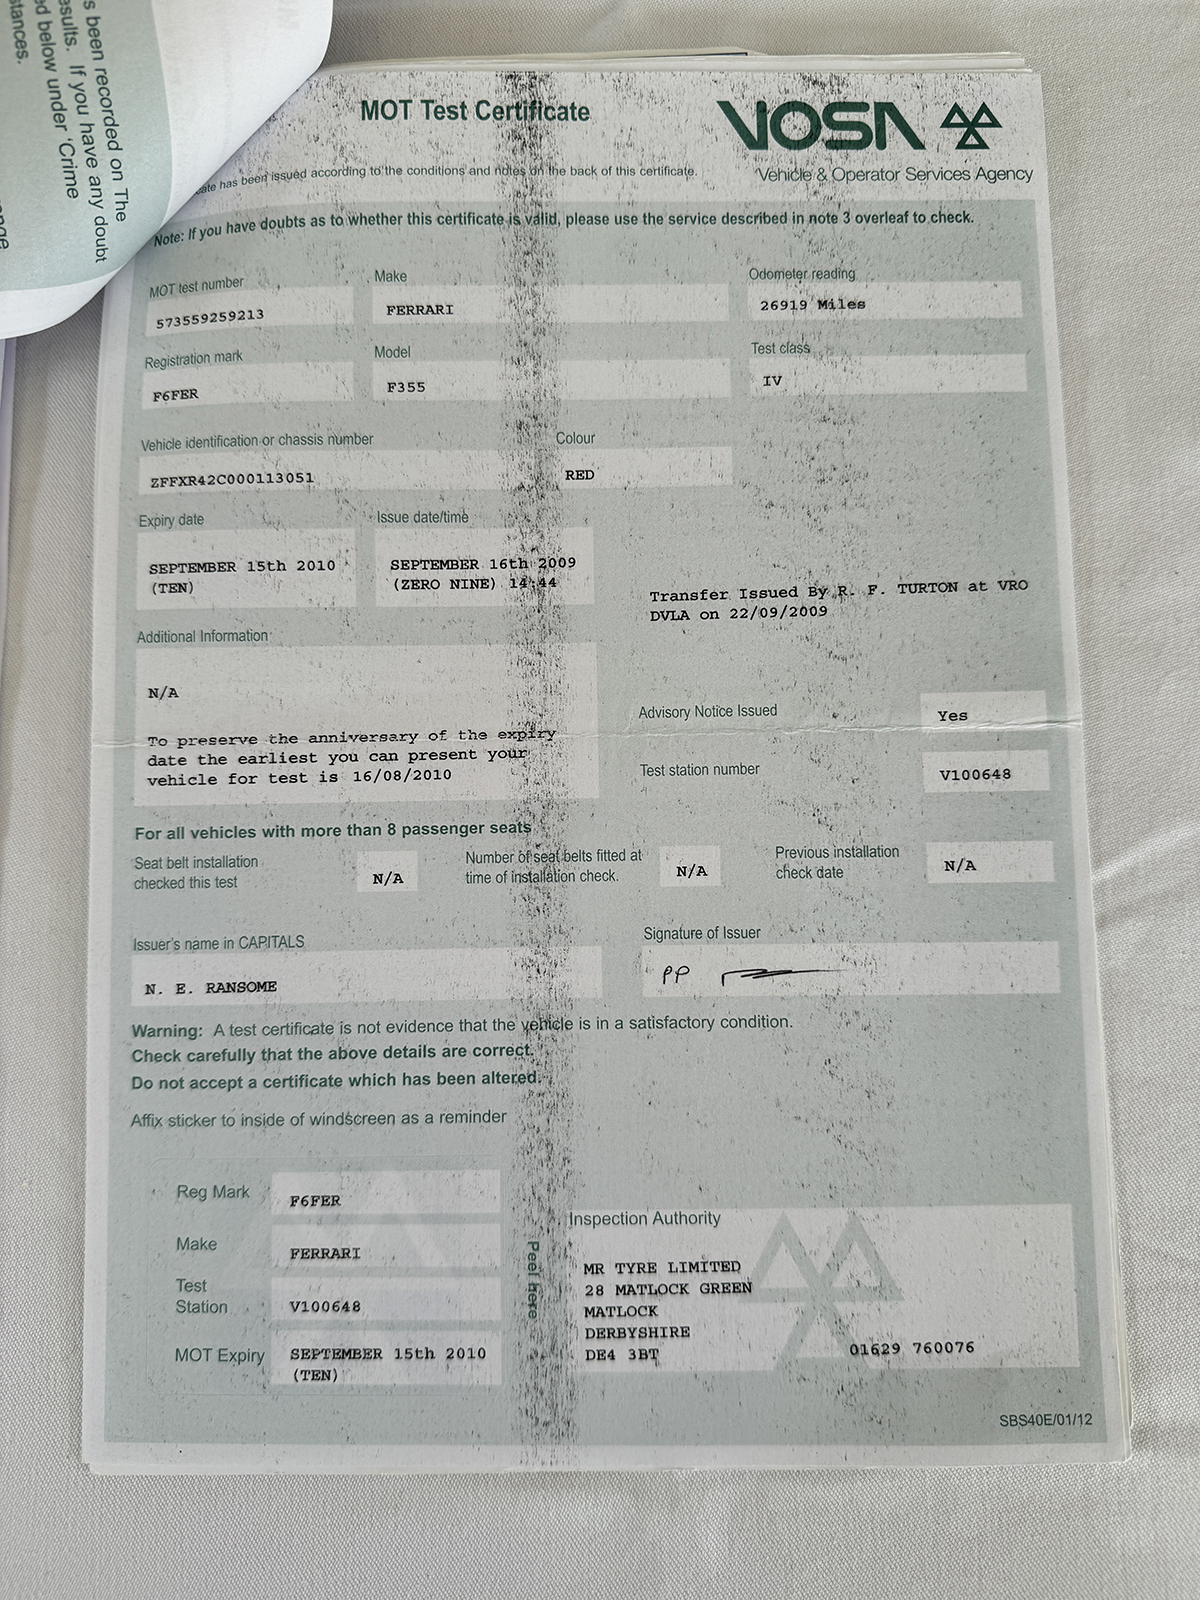 s been recorded on The
esults. If you have any doubt
ed below under 'Crime
stances.
MOT Test Certificate
VOSA
Vehicle & Operator Services Agency
cate has been issued according to the conditions and notes on the back of this certificate.
Note: If you have doubts as to whether this certificate is valid, please use the service described in note 3 overleaf to check.
MOT test number
573559259213
Make
FERRARI
Odometer reading
26919 Miles
Registration mark
F6FER
Model
F355
Test class
IV
Vehicle identification or chassis number
ZFFXR42C000113051
Colour
RED
Expiry date
SEPTEMBER 15th 2010
(TEN)
Issue date/time
SEPTEMBER 16th 2009
(ZERO NINE) 14:44
Transfer Issued By R. F. TURTON at VRO
DVLA on 22/09/2009
Additional Information
N/A
To preserve the anniversary of the expiry
date the earliest you can present your
vehicle for test is 16/08/2010
Advisory Notice Issued
Yes
Test station number
V100648
For all vehicles with more than 8 passenger seats
Seat belt installation
checked this test
N/A
Number of seat belts fitted at
time of installation check.
N/A
Previous installation
check date
N/A
Issuer's name in CAPITALS
N. E. RANSOME
Signature of Issuer
PP
Warning: A test certificate is not evidence that the vehicle is in a satisfactory condition.
Check carefully that the above details are correct.
Do not accept a certificate which has been altered.
Affix sticker to inside of windscreen as a reminder
Reg Mark
F6FER
Make
FERRARI
Test
Station
V100648
MOT Expiry
SEPTEMBER 15th 2010
(TEN)
Peel here
Inspection Authority
MR TYRE LIMITED
28 MATLOCK GREEN
MATLOCK
DERBYSHIRE
DE4 3BT
01629 760076
SBS40E/01/12